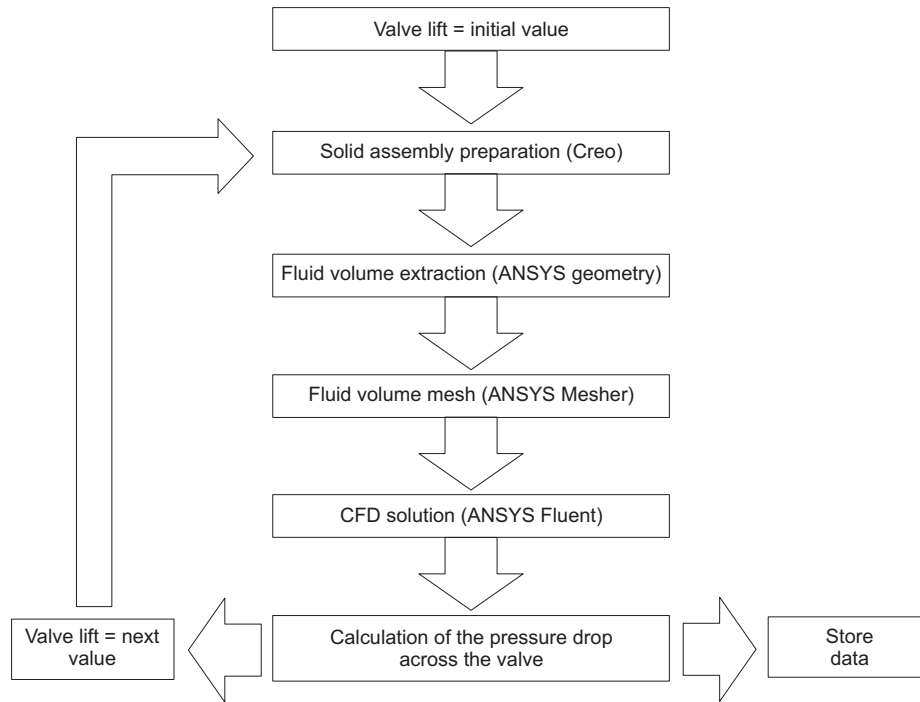 Valve lift = initial value
Solid assembly preparation (Creo)
Fluid volume extraction (ANSYS geometry)
Fluid volume mesh (ANSYS Mesher)
CFD solution (ANSYS Fluent)
Calculation of the pressure drop
across the valve
Valve lift = next
value
Store
data